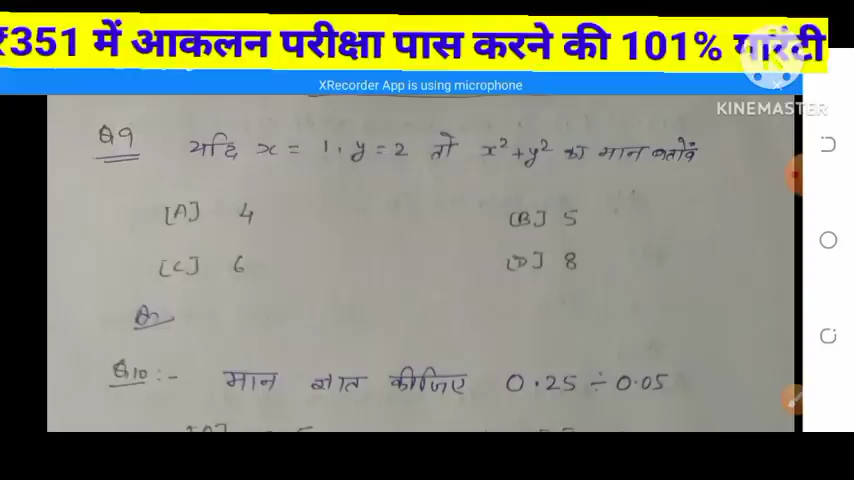 ₹351 में आकलन परीक्षा पास करने की 101% गारंटी
XRecorder App is using microphone
KINEMASTER
Q9 यदि x = 1, y = 2 तो x²+y² का मान बतावें
[A] 4 [B] 5
[C] 6 [D] 8
Q10:- मान ज्ञात कीजिए 0.25 ÷ 0.05